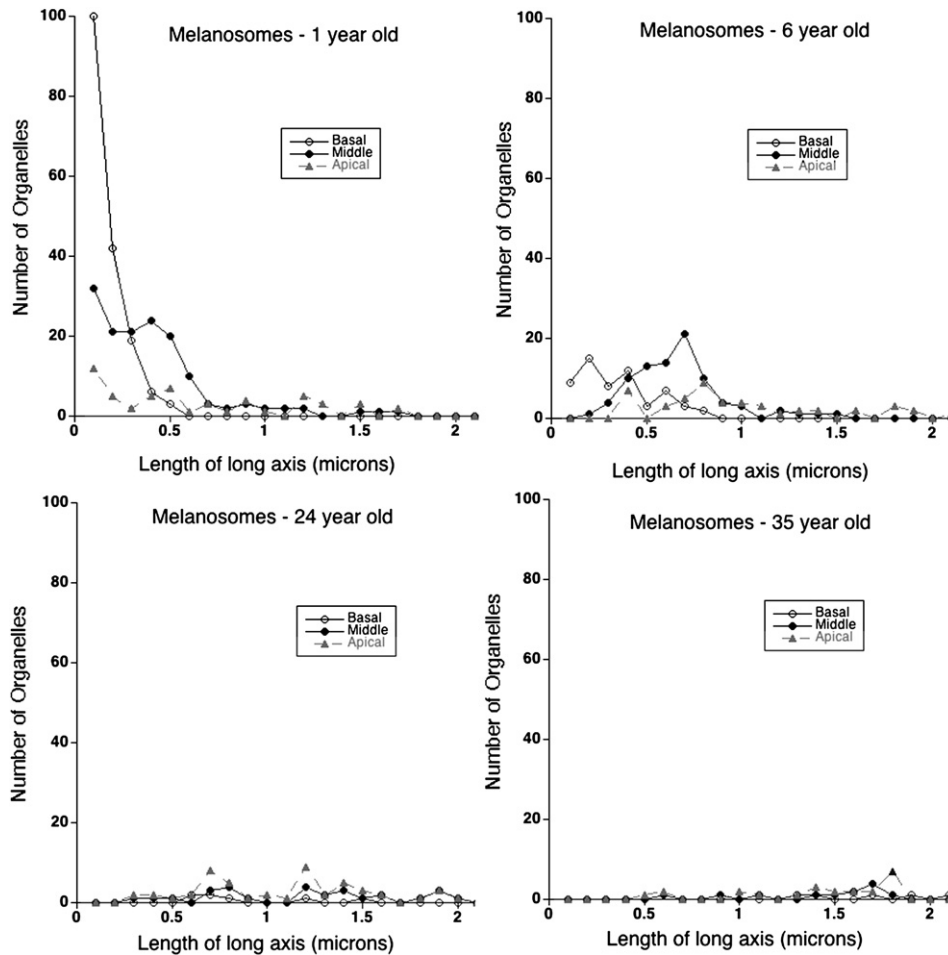 Melanosomes - 1 year old
100
80
60
40
20
0
Number of Organelles
Basal
Middle
Apical
0
0.5
1
1.5
2
Length of long axis (microns)
Melanosomes - 6 year old
100
80
60
40
20
0
Number of Organelles
Basal
Middle
Apical
0
0.5
1
1.5
2
Length of long axis (microns)
Melanosomes - 24 year old
100
80
60
40
20
0
Number of Organelles
Basal
Middle
Apical
0
0.5
1
1.5
2
Length of long axis (microns)
Melanosomes - 35 year old
100
80
60
40
20
0
Number of Organelles
Basal
Middle
Apical
0
0.5
1
1.5
2
Length of long axis (microns)